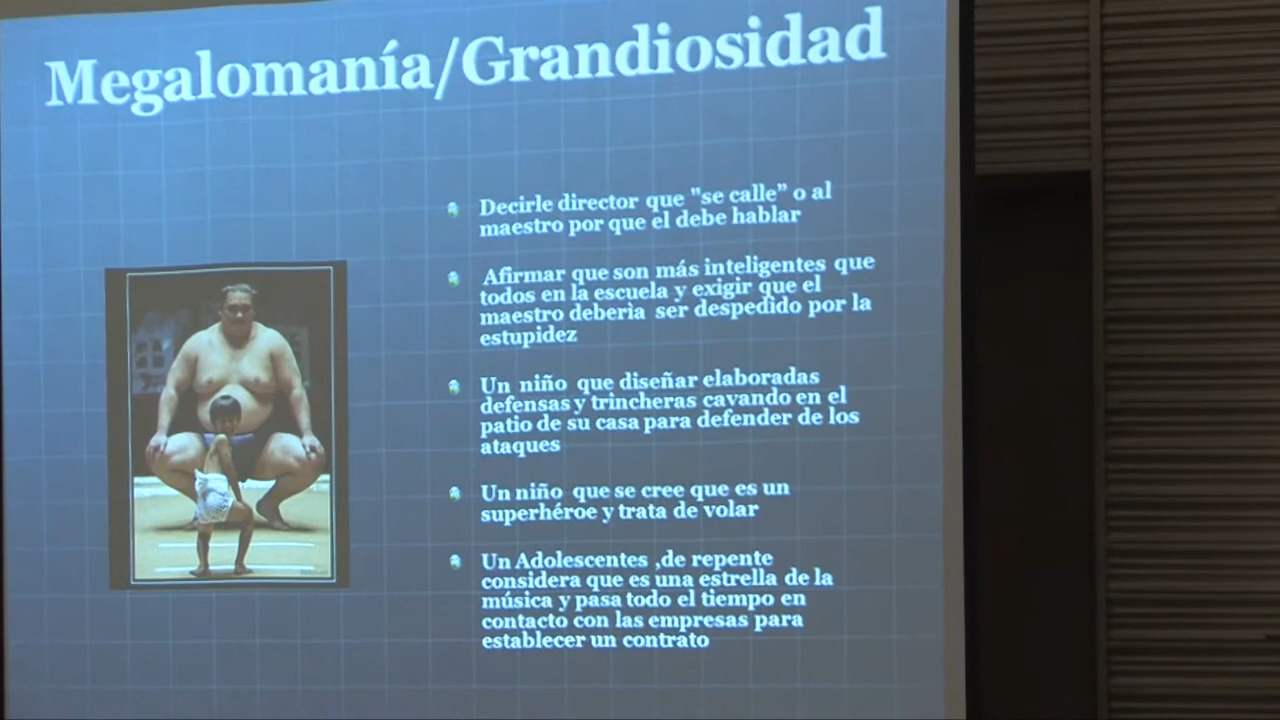 Megalomanía/Grandiosidad
Decirle director que "se calle" o al
maestro por que el debe hablar
Afirmar que son más inteligentes que
todos en la escuela y exigir que el
maestro deberìa ser despedido por la
estupidez
Un niño que diseñar elaboradas
defensas y trincheras cavando en el
patio de su casa para defender de los
ataques
Un niño que se cree que es un
superhéroe y trata de volar
Un Adolescentes ,de repente
considera que es una estrella de la
música y pasa todo el tiempo en
contacto con las empresas para
establecer un contrato